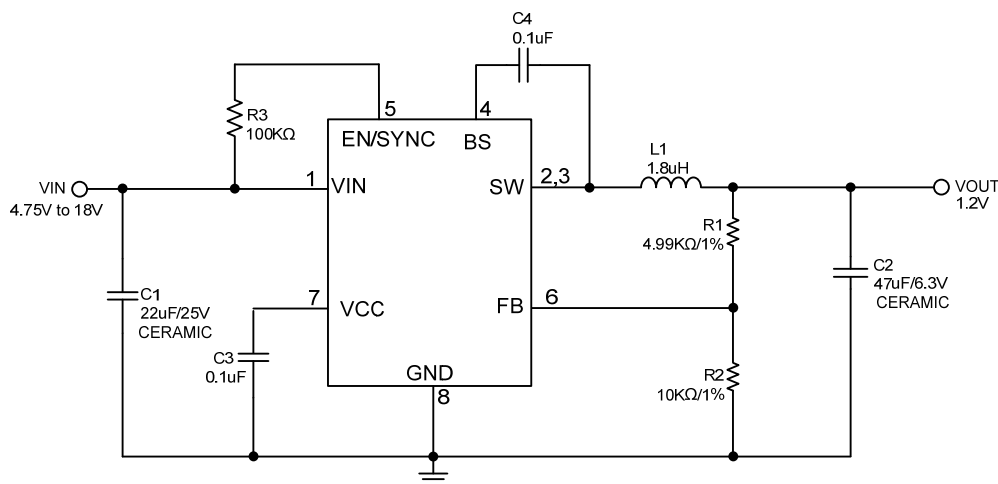 C4
0.1uF
R3
100KΩ
5
4
EN/SYNC
BS
L1
1.8uH
VIN
4.75V to 18V
1
VIN
SW
2,3
VOUT
1.2V
R1
4.99KΩ/1%
C1
22uF/25V
CERAMIC
7
VCC
FB
6
C2
47uF/6.3V
CERAMIC
C3
0.1uF
GND
8
R2
10KΩ/1%